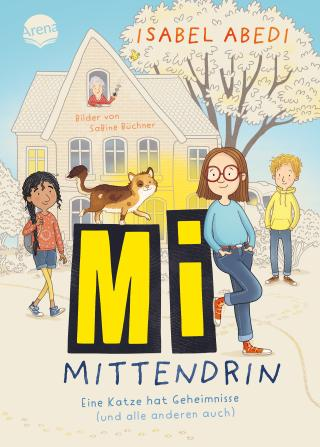 Arena
ISABEL ABEDI
Bilder von
SaBine Büchner
Mi
MITTENDRIN
Eine Katze hat Geheimnisse
(und alle anderen auch)